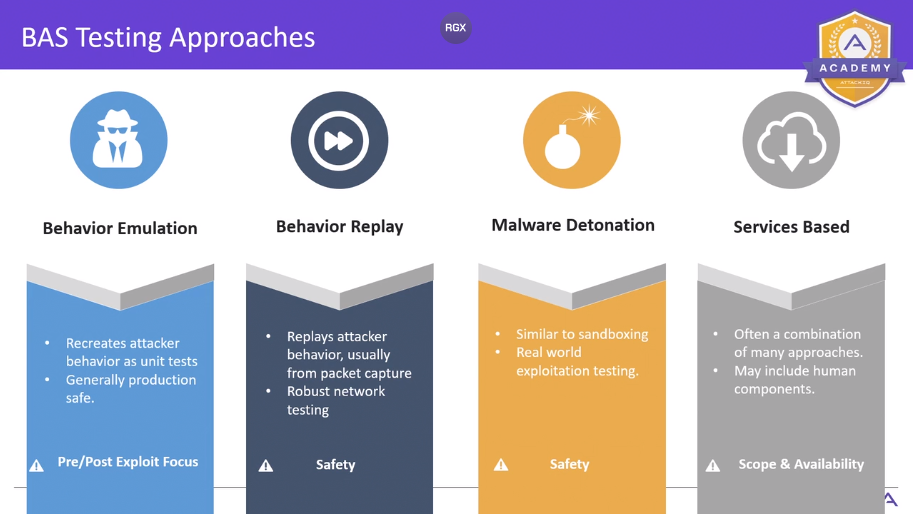 BAS Testing Approaches
RGX
ACADEMY
ATTACKIQ
Behavior Emulation
Behavior Replay
Malware Detonation
Services Based
• Recreates attacker
behavior as unit tests
• Generally production
safe.
Pre/Post Exploit Focus
• Replays attacker
behavior, usually
from packet capture
• Robust network
testing
Safety
• Similar to sandboxing
• Real world
exploitation testing.
Safety
• Often a combination
of many approaches.
• May include human
components.
Scope & Availability